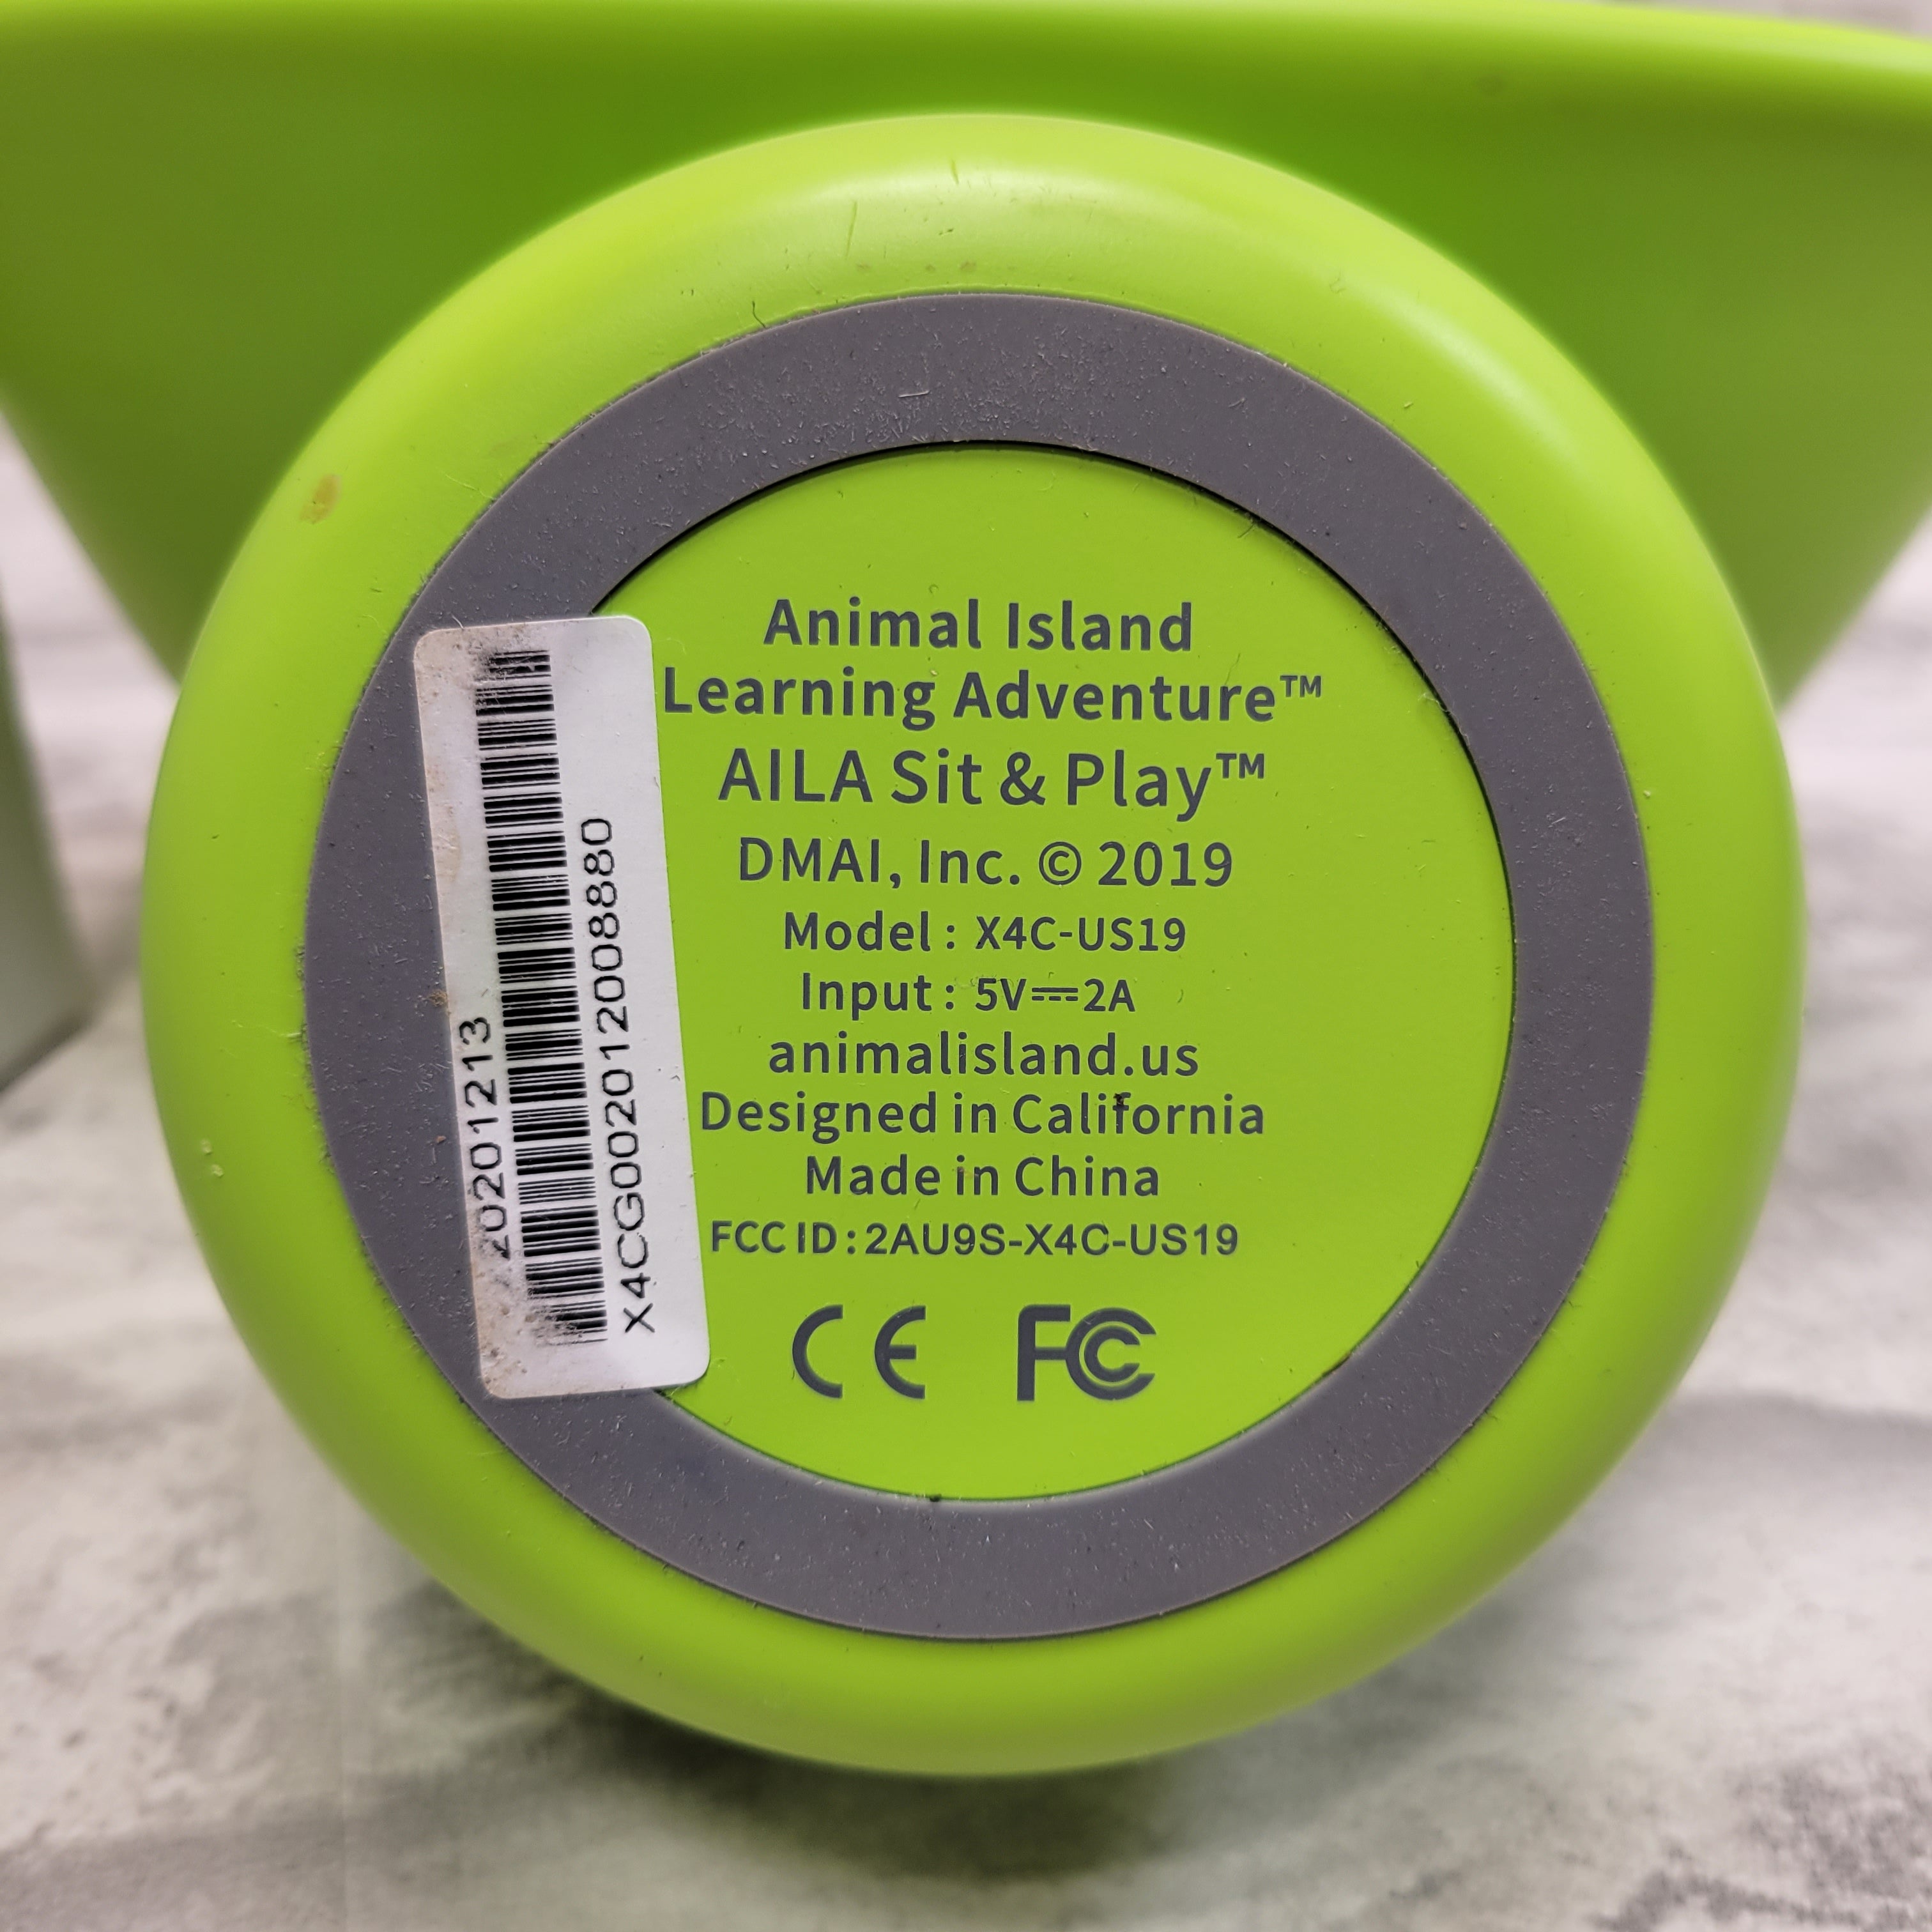 Animal Island
Learning Adventure™
AILA Sit & Play™
DMAI, Inc. © 2019
Model: X4C-US19
Input: 5V⎓2A
animalisland.us
Designed in California
Made in China
FCC ID: 2AU9S-X4C-US19
CE FC
20201213
X4CG002012008880